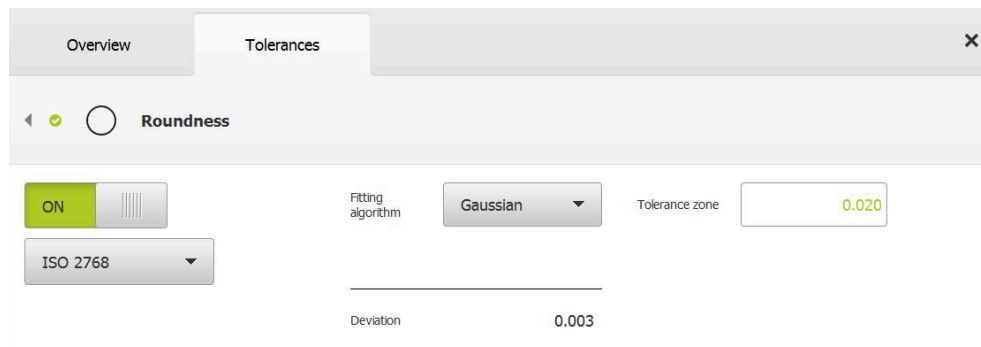 Overview
Tolerances
Roundness
ON
Fitting
algorithm
Gaussian
Tolerance zone
0.020
ISO 2768
Deviation
0.003